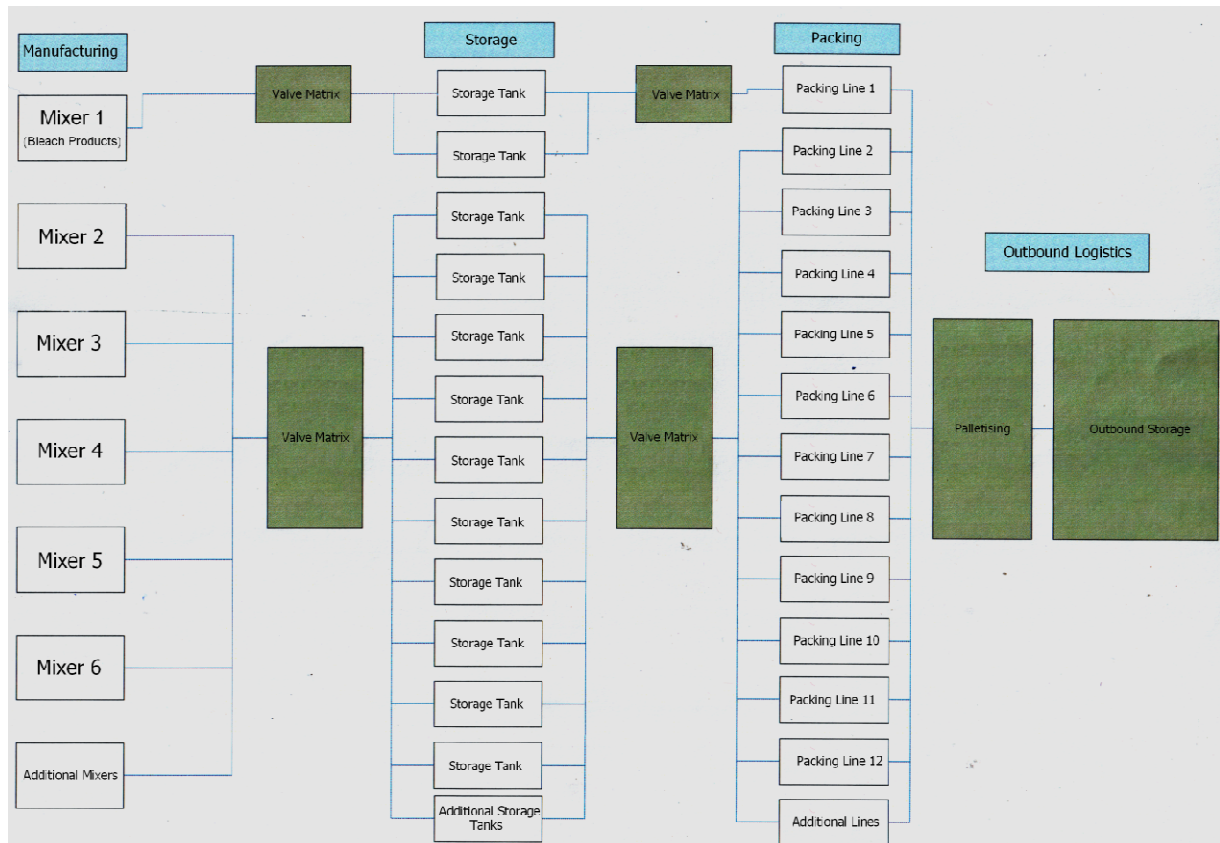 Manufacturing
Mixer 1
(Bleach Products)
Mixer 2
Mixer 3
Mixer 4
Mixer 5
Mixer 6
Additional Mixers
Valve Matrix
Valve Matrix
Storage
Storage Tank
Storage Tank
Storage Tank
Storage Tank
Storage Tank
Storage Tank
Storage Tank
Storage Tank
Storage Tank
Storage Tank
Storage Tank
Storage Tank
Additional Storage
Tanks
Valve Matrix
Valve Matrix
Packing
Packing Line 1
Packing Line 2
Packing Line 3
Packing Line 4
Packing Line 5
Packing Line 6
Packing Line 7
Packing Line 8
Packing Line 9
Packing Line 10
Packing Line 11
Packing Line 12
Additional Lines
Outbound Logistics
Palletising
Outbound Storage